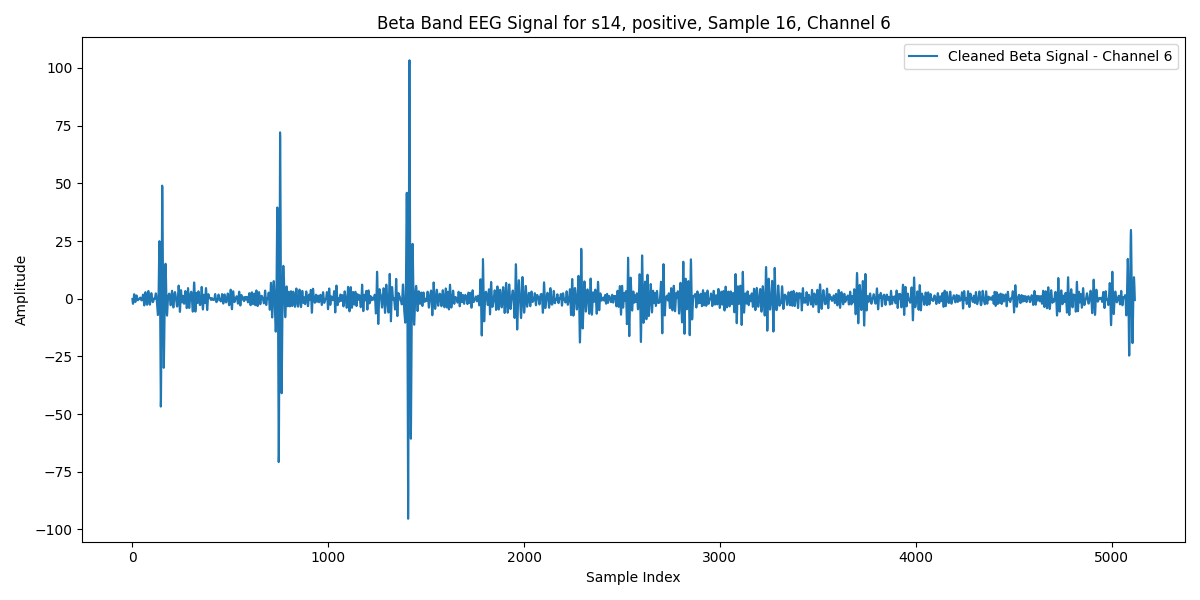 Beta Band EEG Signal for s14, positive, Sample 16, Channel 6
Cleaned Beta Signal - Channel 6
Amplitude
100
75
50
25
0
−25
−50
−75
−100
0 1000 2000 3000 4000 5000
Sample Index